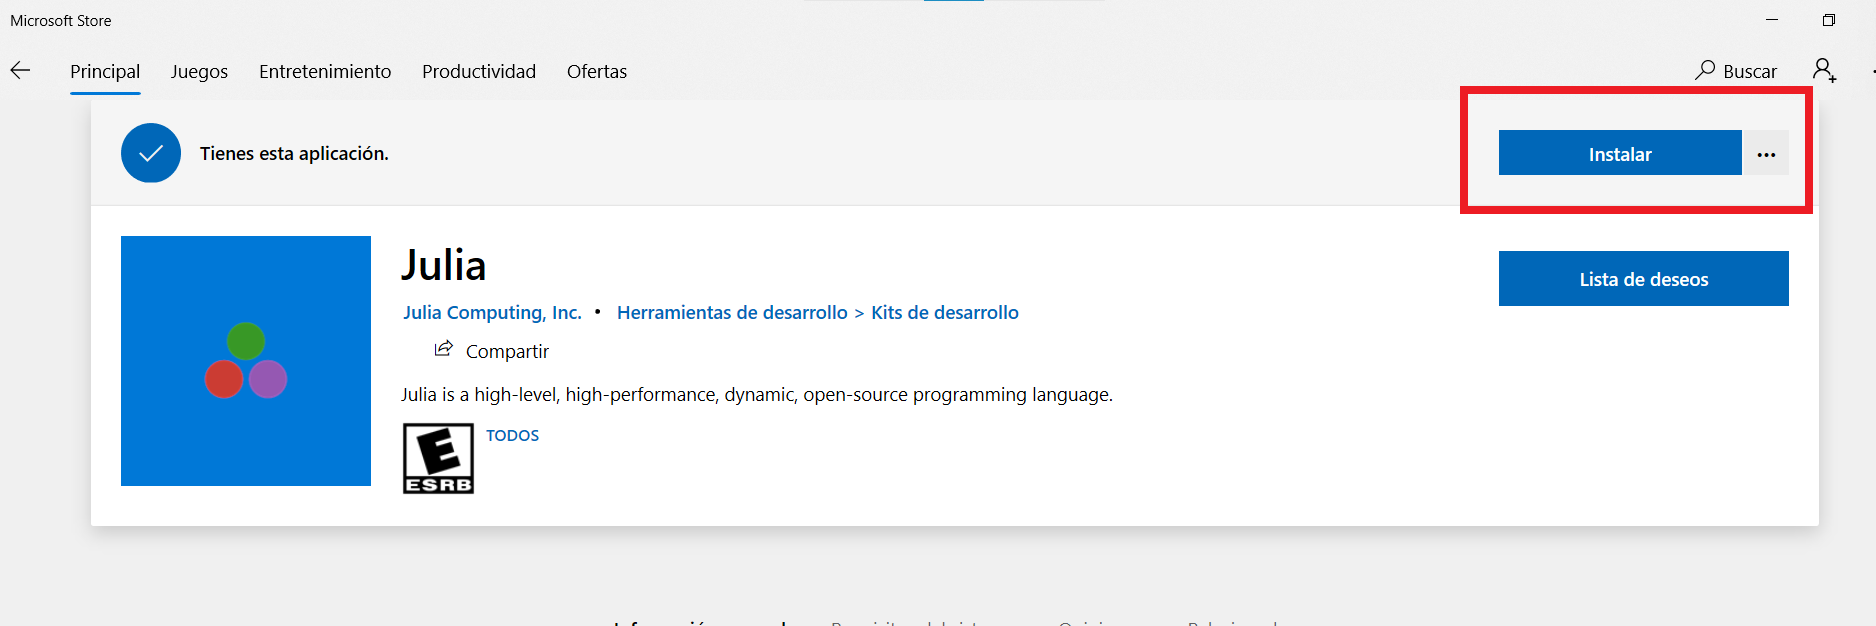 Microsoft Store
Principal Juegos Entretenimiento Productividad Ofertas Buscar
Tienes esta aplicación. Instalar ...
Julia
Lista de deseos
Julia Computing, Inc. • Herramientas de desarrollo > Kits de desarrollo
Compartir
Julia is a high-level, high-performance, dynamic, open-source programming language.
E
ESRB
TODOS